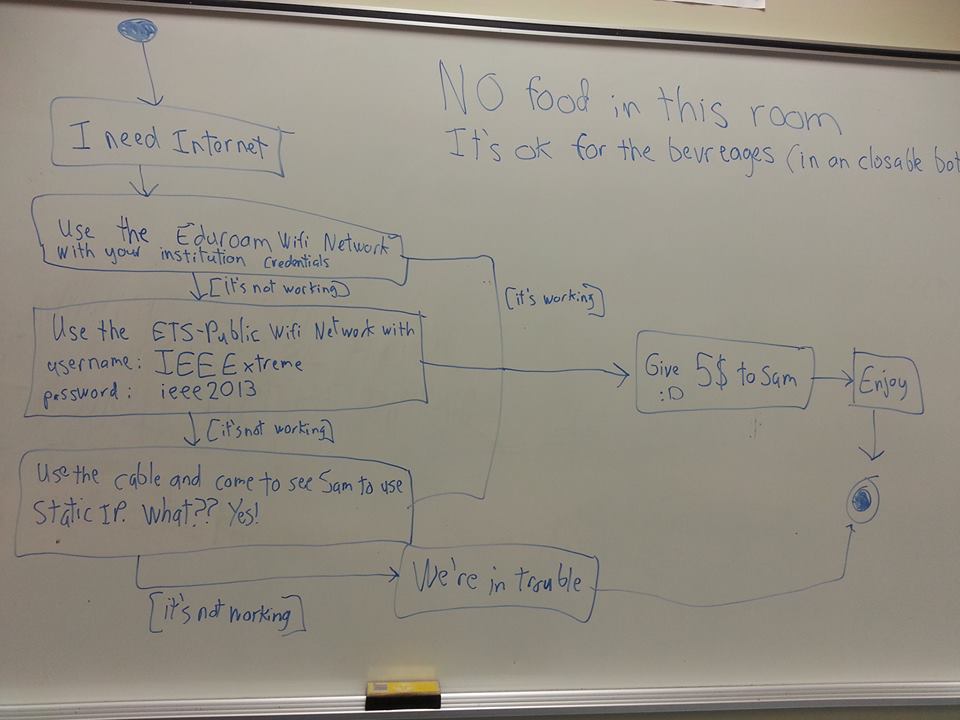 NO food in this room
It's ok for the bevreages (in an closable
I need Internet
Use the Eduroam Wifi Network
with your institution credentials
[it's not working]
[it's working]
Use the ETS-Public Wifi Network with
username: IEEExtreme
password: ieee2013
Give 5$ to Sam
:D
Enjoy
[it's not working]
Use the cable and come to see Sam to use
Static IP. What?? Yes!
We're in trouble
[it's not working]